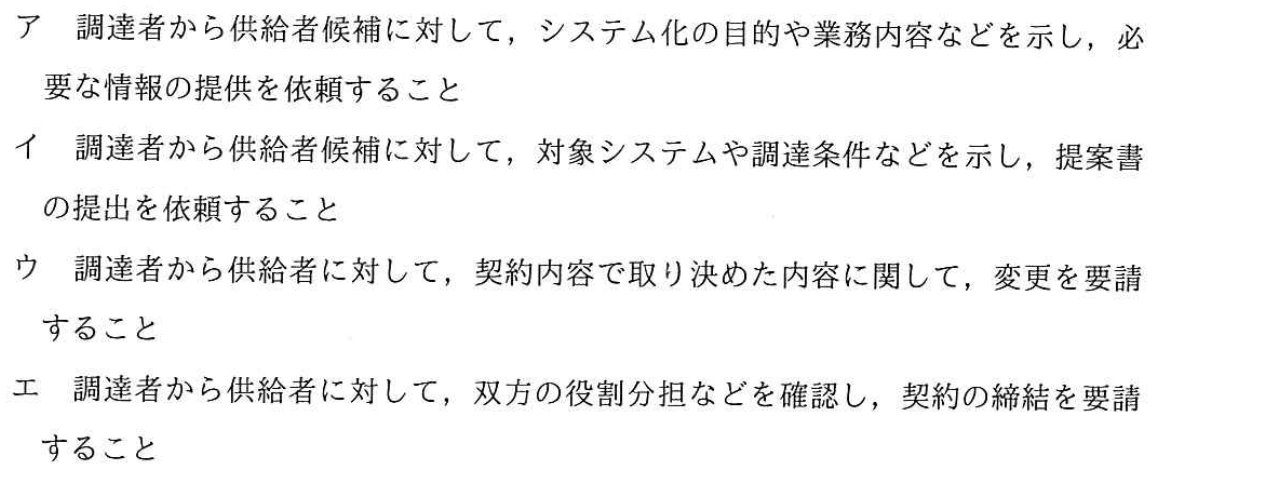 ア　調達者から供給者候補に対して，システム化の目的や業務内容などを示し，必
要な情報の提供を依頼すること
イ　調達者から供給者候補に対して，対象システムや調達条件などを示し，提案書
の提出を依頼すること
ウ　調達者から供給者に対して，契約内容で取り決めた内容に関して，変更を要請
すること
エ　調達者から供給者に対して，双方の役割分担などを確認し，契約の締結を要請
すること